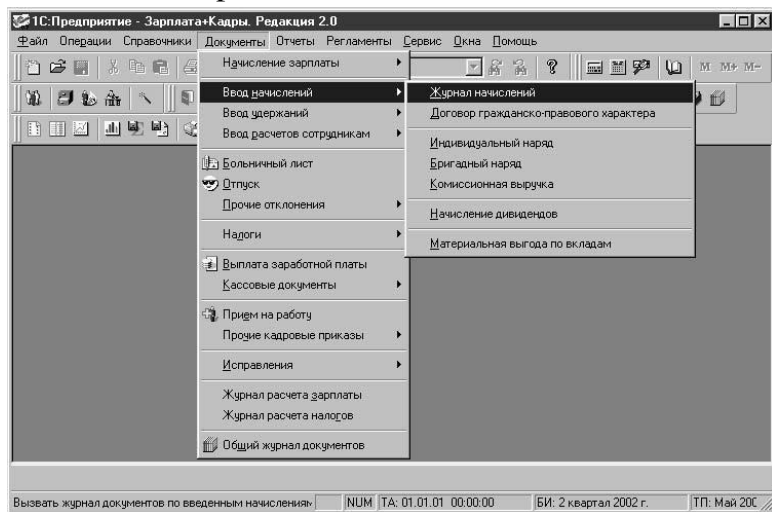 1С:Предприятие - Зарплата+Кадры. Редакция 2.0
Файл Операции Справочники Документы Отчеты Регламенты Сервис Окна Помощь
M M+ M-
Начисление зарплаты
Ввод начислений
Ввод удержаний
Ввод расчетов сотрудникам
Больничный лист
Отпуск
Прочие отклонения
Налоги
Выплата заработной платы
Кассовые документы
Прием на работу
Прочие кадровые приказы
Исправления
Журнал расчета зарплаты
Журнал расчета налогов
Общий журнал документов
Журнал начислений
Договор гражданско-правового характера
Индивидуальный наряд
Бригадный наряд
Комиссионная выручка
Начисление дивидендов
Материальная выгода по вкладам
Вызвать журнал документов по введенным начислениям NUM ТА: 01.01.01 00:00:00 БИ: 2 квартал 2002 г. ТП: Май 200